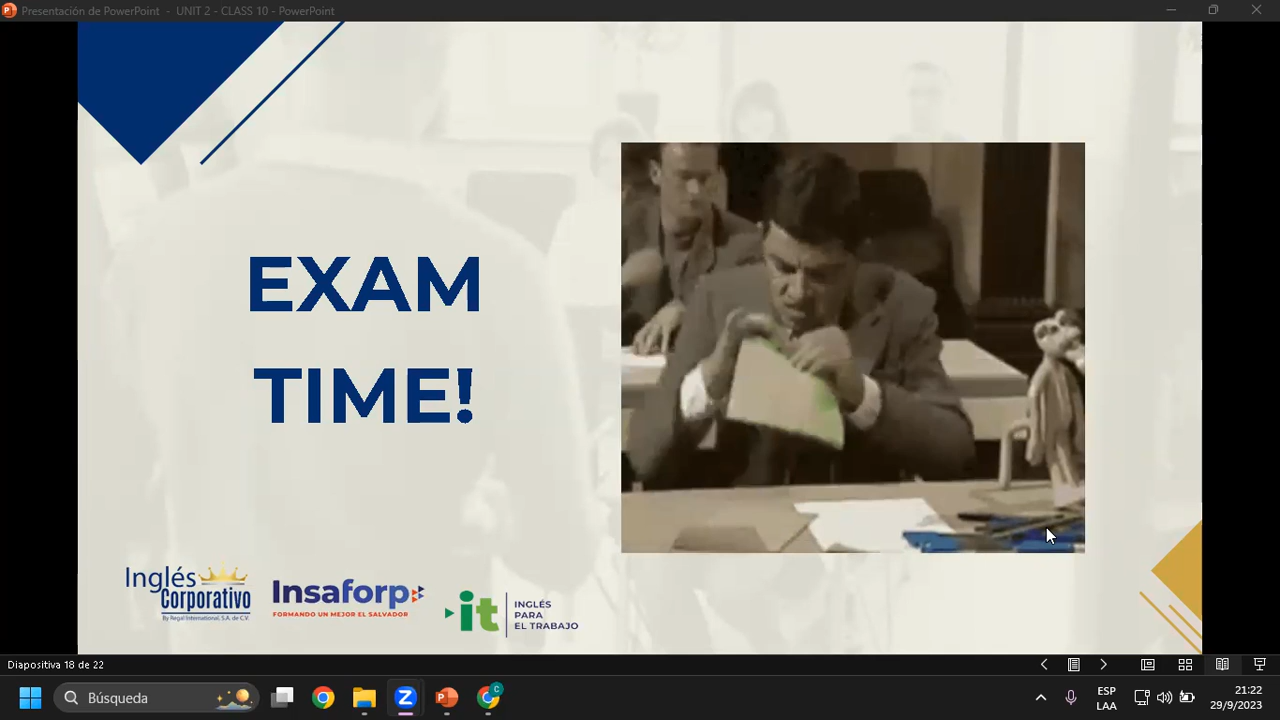 Presentación de PowerPoint - UNIT 2 - CLASS 10 - PowerPoint
EXAM
TIME!
Inglés
Corporativo
By Regal International, S.A. de C.V.
Insaforp
FORMANDO UN MEJOR EL SALVADOR
it
INGLÉS
PARA
EL TRABAJO
Diapositiva 18 de 22
Búsqueda
ESP
LAA
21:22
29/9/2023